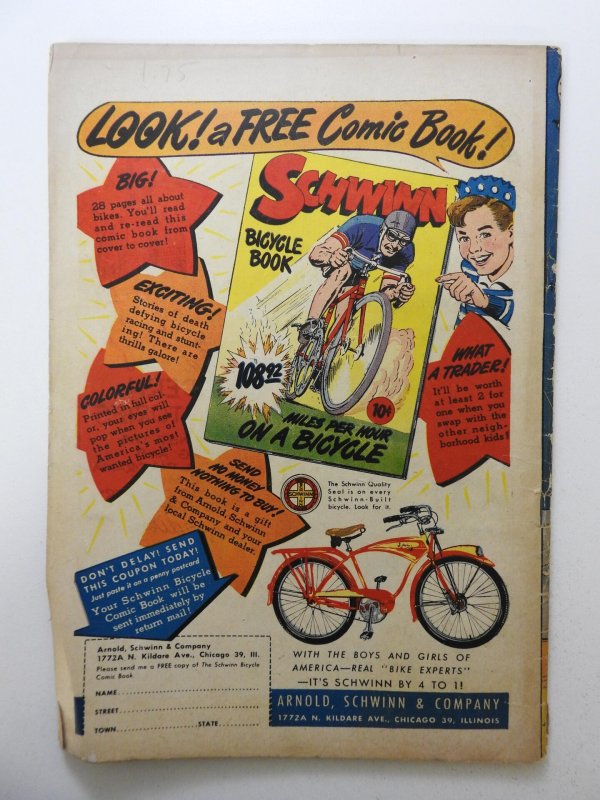 1.75
LOOK! a FREE Comic Book!
BIG!
28 pages all about
bikes. You'll read
and re-read this
comic book from
cover to cover!
SCHWINN
BICYCLE
BOOK
EXCITING!
Stories of death
defying bicycle
racing and stunt-
ing! There are
thrills galore!
108.92
10¢
MILES PER HOUR
ON A BICYCLE
WHAT
A TRADER!
It'll be worth
at least 2 for
one when you
swap with the
other neigh-
borhood kids!
COLORFUL!
Printed in full col-
or, your eyes will
pop when you see
the pictures of
America's most
wanted bicycle!
SEND
NO MONEY
NOTHING TO BUY!
This book is a gift
from Arnold, Schwinn
& Company and your
local Schwinn dealer.
SCHWINN
The Schwinn Quality
Seal is on every
Schwinn-Built
bicycle. Look for it.
DON'T DELAY! SEND
THIS COUPON TODAY!
Just paste it on a penny postcard
Your Schwinn Bicycle
Comic Book will be
sent immediately by
return mail!
Arnold, Schwinn & Company
1772A N. Kildare Ave., Chicago 39, Ill.
Please send me a FREE copy of The Schwinn Bicycle
Comic Book
NAME
STREET
TOWN STATE
WITH THE BOYS AND GIRLS OF
AMERICA—REAL "BIKE EXPERTS"
—IT'S SCHWINN BY 4 TO 1!
ARNOLD, SCHWINN & COMPANY
1772A N. KILDARE AVE., CHICAGO 39, ILLINOIS